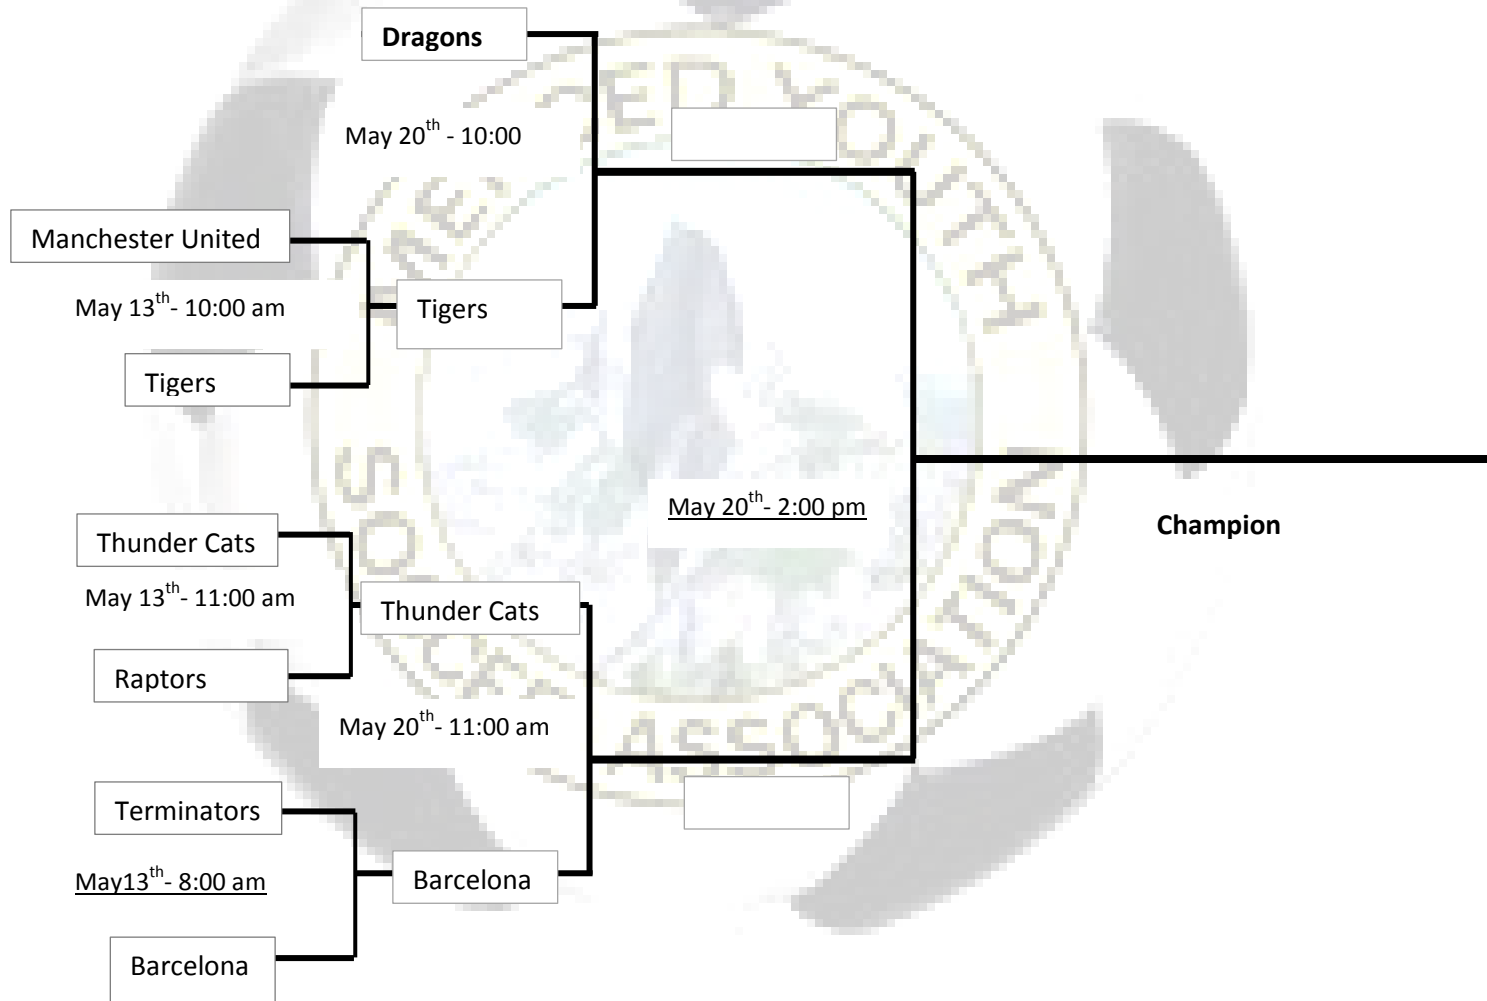 Dragons
May 20th - 10:00
Manchester United
May 13th- 10:00 am
Tigers
Tigers
Thunder Cats
May 13th- 11:00 am
Thunder Cats
Raptors
May 20th- 11:00 am
Terminators
May13th- 8:00 am
Barcelona
Barcelona
May 20th- 2:00 pm
Champion
YOUTH
ASSOCIATION